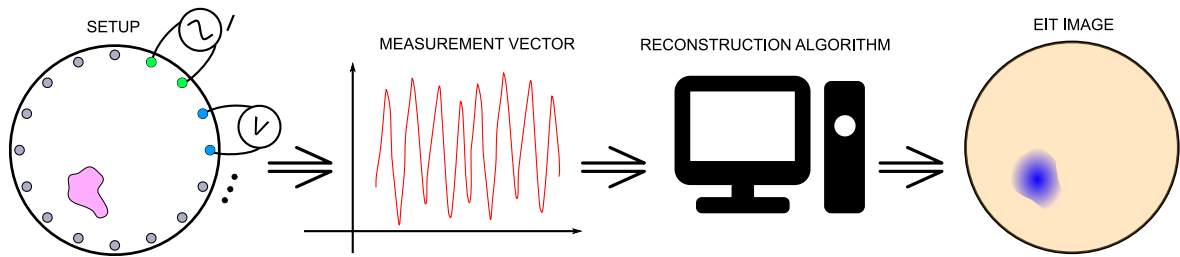 SETUP
I
V
MEASUREMENT VECTOR
RECONSTRUCTION ALGORITHM
EIT IMAGE